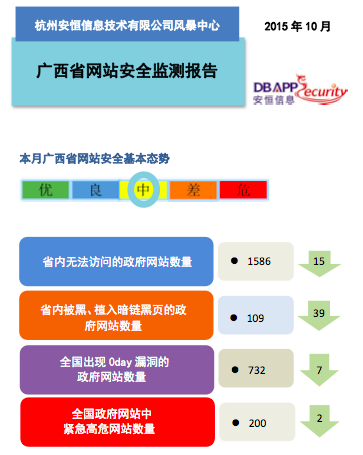 杭州安恒信息技术有限公司风暴中心
2015 年 10 月
广西省网站安全监测报告
DBAPPSecurity
安恒信息
本月广西省网站安全基本态势
优 良 中 差 危
省内无法访问的政府网站数量
● 1586
15
省内被黑、植入暗链黑页的政
府网站数量
● 109
39
全国出现 0day 漏洞的
政府网站数量
● 732
7
全国政府网站中
紧急高危网站数量
● 200
2